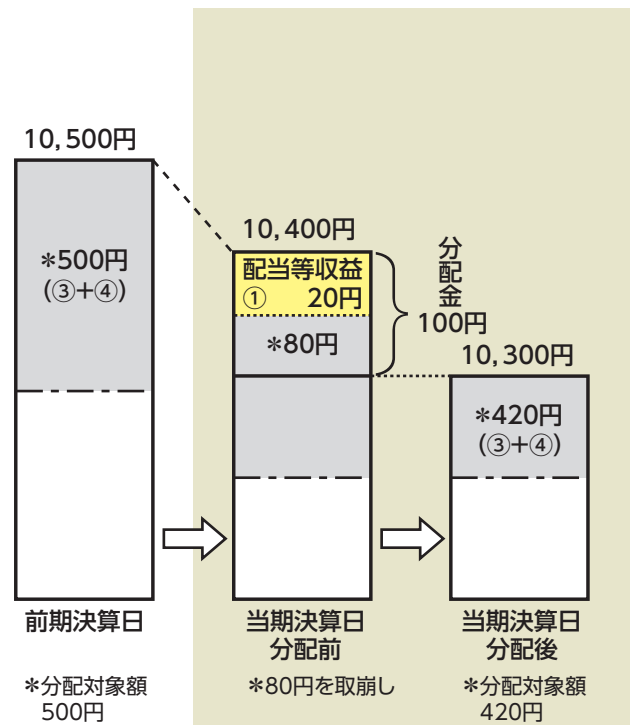 10,500円
*500円
(③+④)
10,400円
配当等収益
① 20円
*80円
分配金
100円
10,300円
*420円
(③+④)
前期決算日
当期決算日
分配前
当期決算日
分配後
*分配対象額
500円
*80円を取崩し
*分配対象額
420円